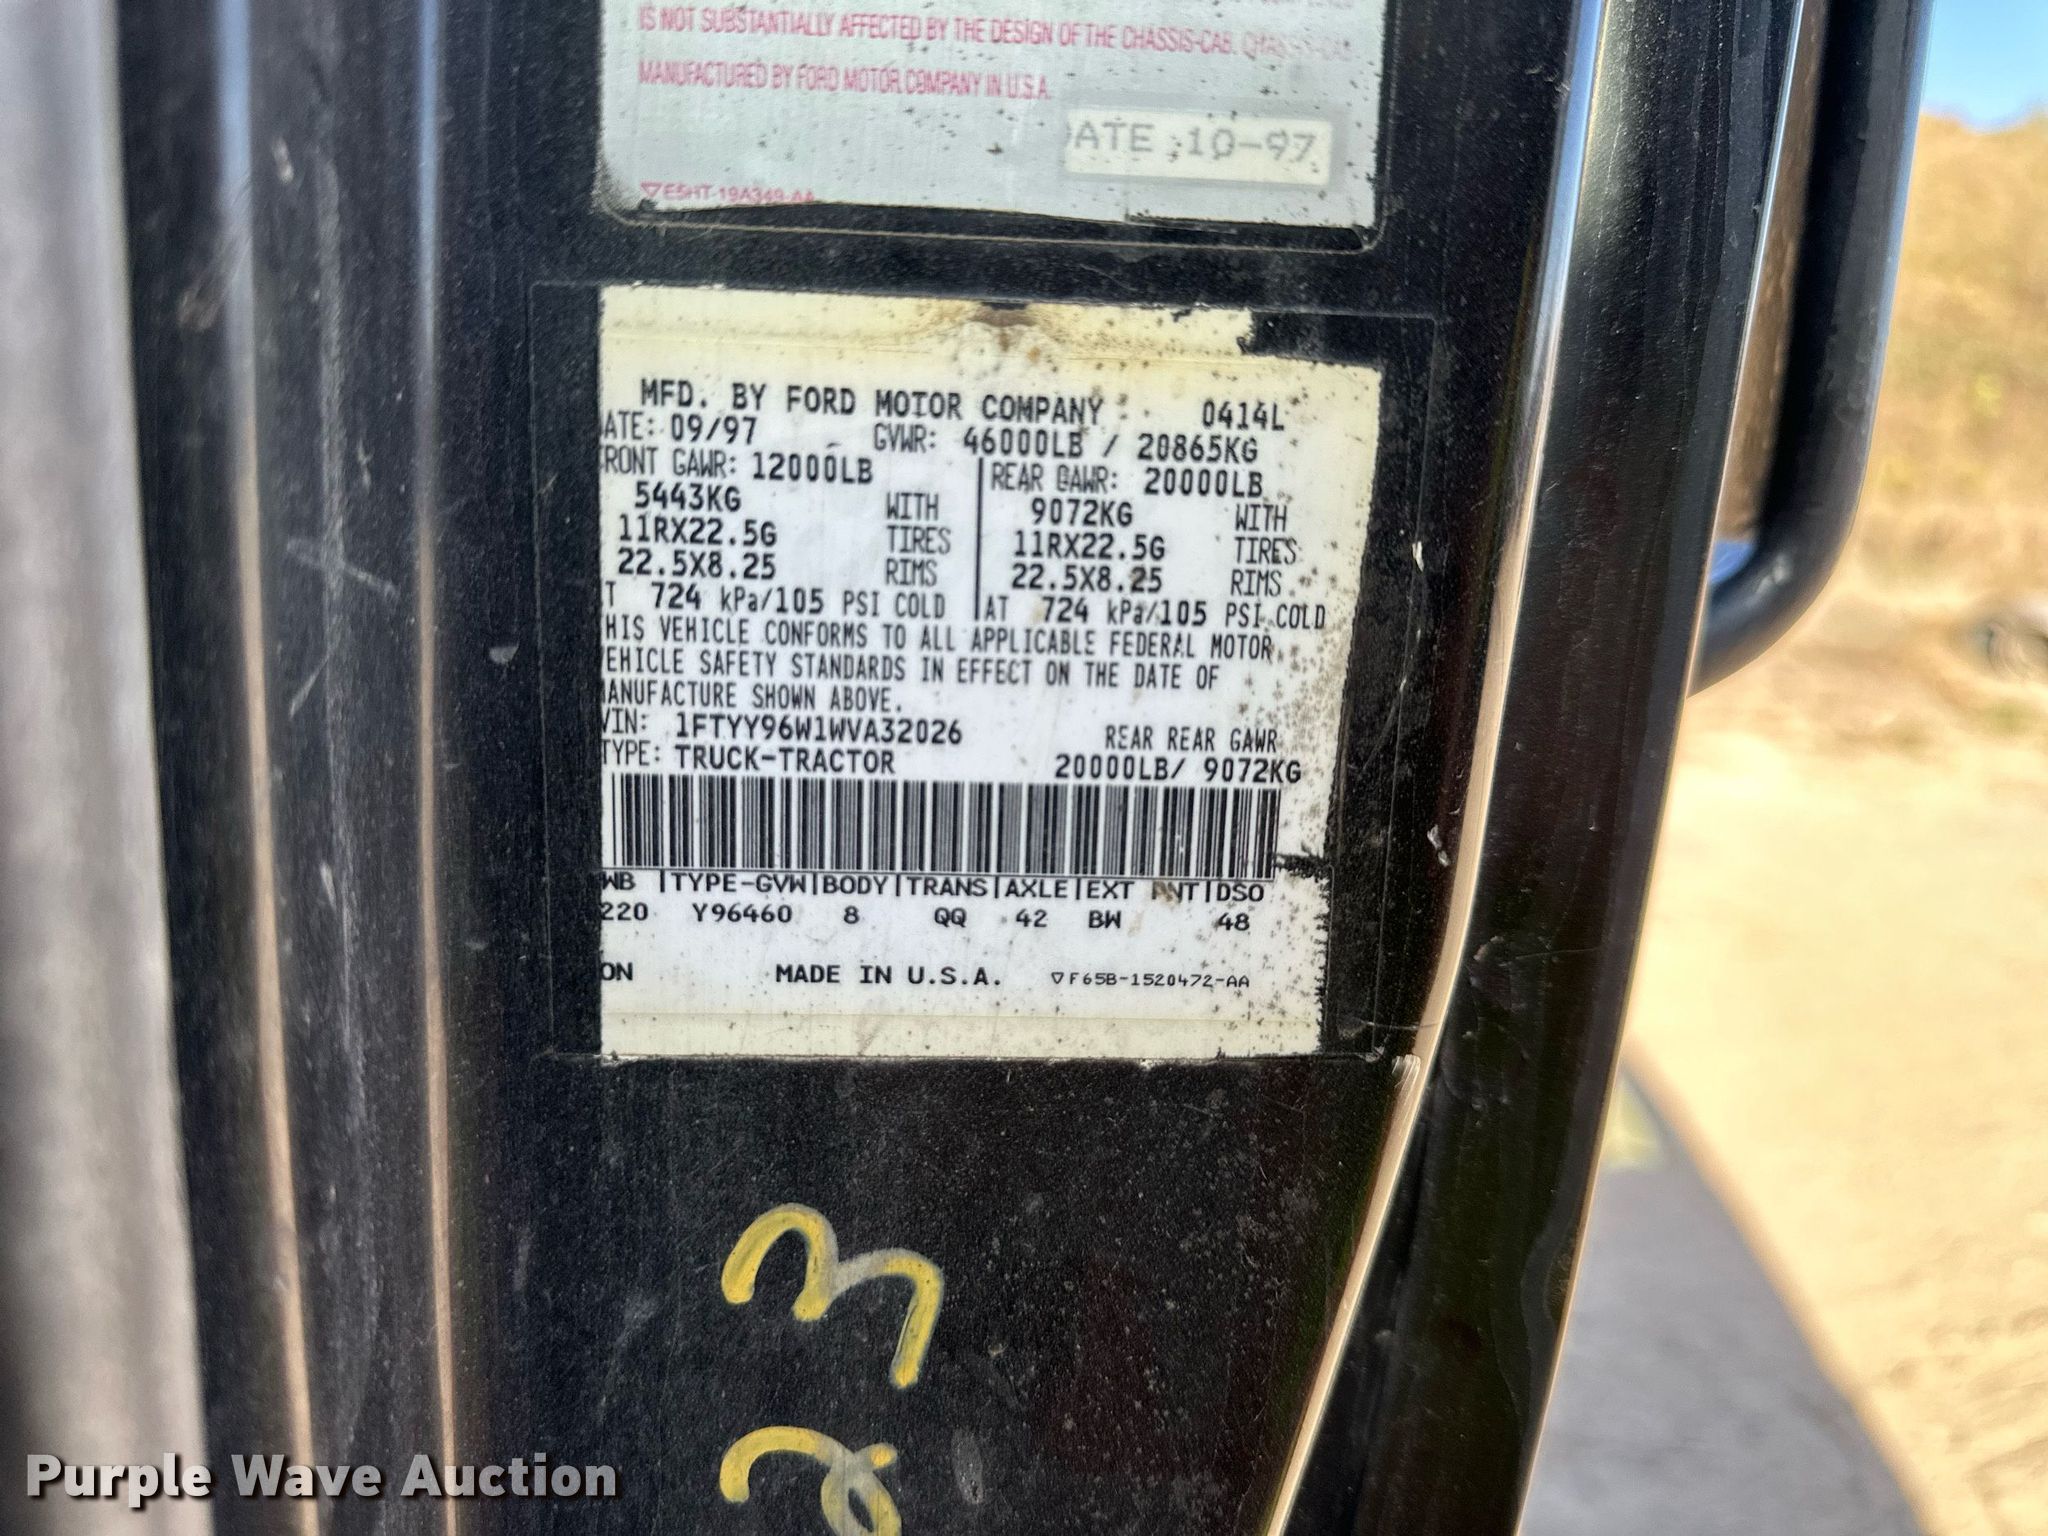 IS NOT SUBSTANTIALLY AFFECTED BY THE DESIGN OF THE CHASSIS-CAB.
MANUFACTURED BY FORD MOTOR COMPANY IN U.S.A.
ATE :10-97
▽E5HT-19A349-AA
MFD. BY FORD MOTOR COMPANY 0414L
ATE: 09/97 GVWR: 46000LB / 20865KG
RONT GAWR: 12000LB REAR GAWR: 20000LB
5443KG WITH 9072KG WITH
11RX22.5G TIRES 11RX22.5G TIRES
22.5X8.25 RIMS 22.5X8.25 RIMS
T 724 kPa/105 PSI COLD AT 724 kPa/105 PSI COLD
HIS VEHICLE CONFORMS TO ALL APPLICABLE FEDERAL MOTOR
EHICLE SAFETY STANDARDS IN EFFECT ON THE DATE OF
ANUFACTURE SHOWN ABOVE.
VIN: 1FTYY96W1WVA32026 REAR REAR GAWR
TYPE: TRUCK-TRACTOR 20000LB/ 9072KG
WB |TYPE-GVW|BODY|TRANS|AXLE|EXT PNT|DSO
220 Y96460 8 QQ 42 BW 48
ON MADE IN U.S.A. ▽F65B-1520472-AA
Purple Wave Auction